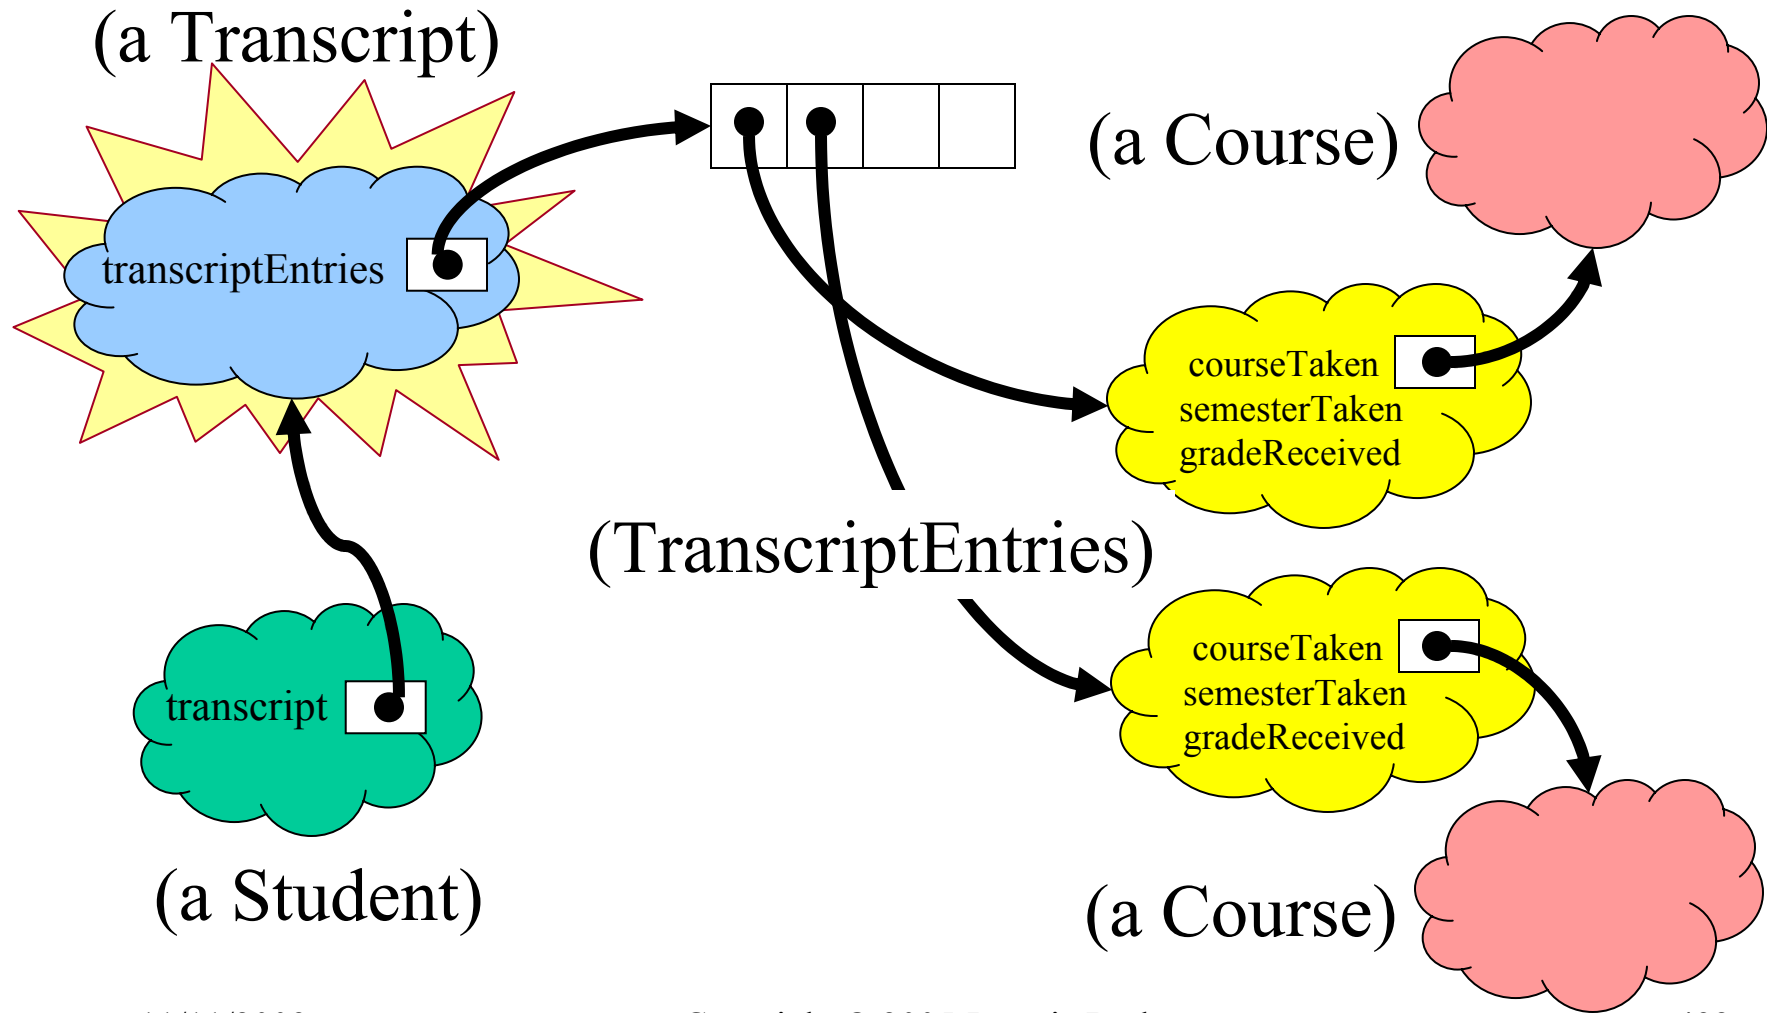 (a Transcript)
(a Course)
transcriptEntries
courseTaken
semesterTaken
gradeReceived
(TranscriptEntries)
courseTaken
semesterTaken
gradeReceived
transcript
(a Student)
(a Course)